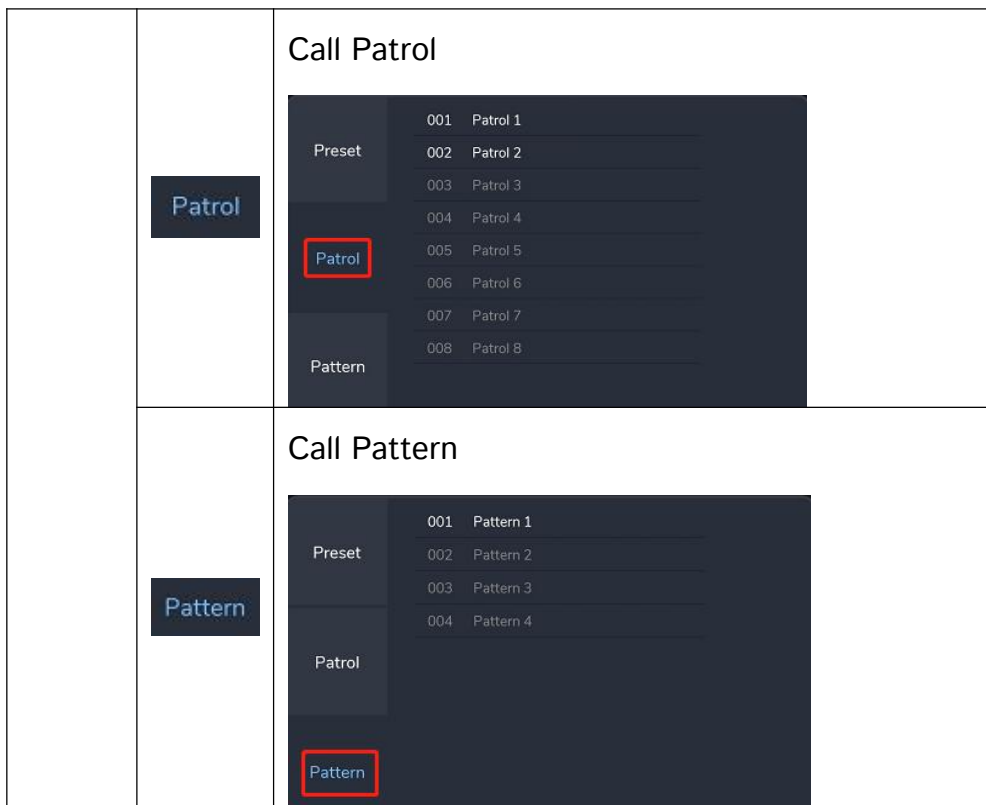 Patrol
Call Patrol
Preset
Patrol
Pattern
001 Patrol 1
002 Patrol 2
003 Patrol 3
004 Patrol 4
005 Patrol 5
006 Patrol 6
007 Patrol 7
008 Patrol 8
Pattern
Call Pattern
Preset
Patrol
Pattern
001 Pattern 1
002 Pattern 2
003 Pattern 3
004 Pattern 4